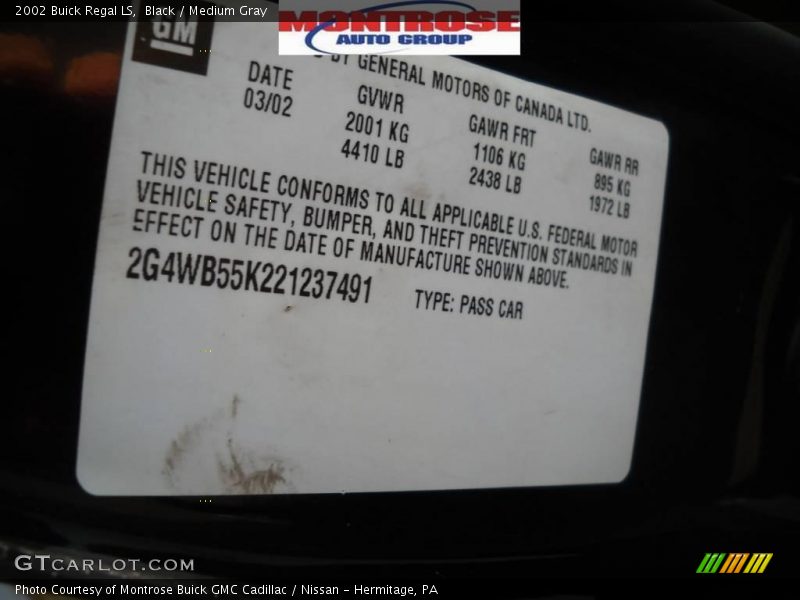 2002 Buick Regal LS, Black / Medium Gray
MONTROSE
AUTO GROUP
GM
BY GENERAL MOTORS OF CANADA LTD.
DATE GVWR GAWR FRT GAWR RR
03/02 2001 KG 1106 KG 895 KG
4410 LB 2438 LB 1972 LB
THIS VEHICLE CONFORMS TO ALL APPLICABLE U.S. FEDERAL MOTOR
VEHICLE SAFETY, BUMPER, AND THEFT PREVENTION STANDARDS IN
EFFECT ON THE DATE OF MANUFACTURE SHOWN ABOVE.
2G4WB55K221237491 TYPE: PASS CAR
GTCARLOT.COM
Photo Courtesy of Montrose Buick GMC Cadillac / Nissan - Hermitage, PA